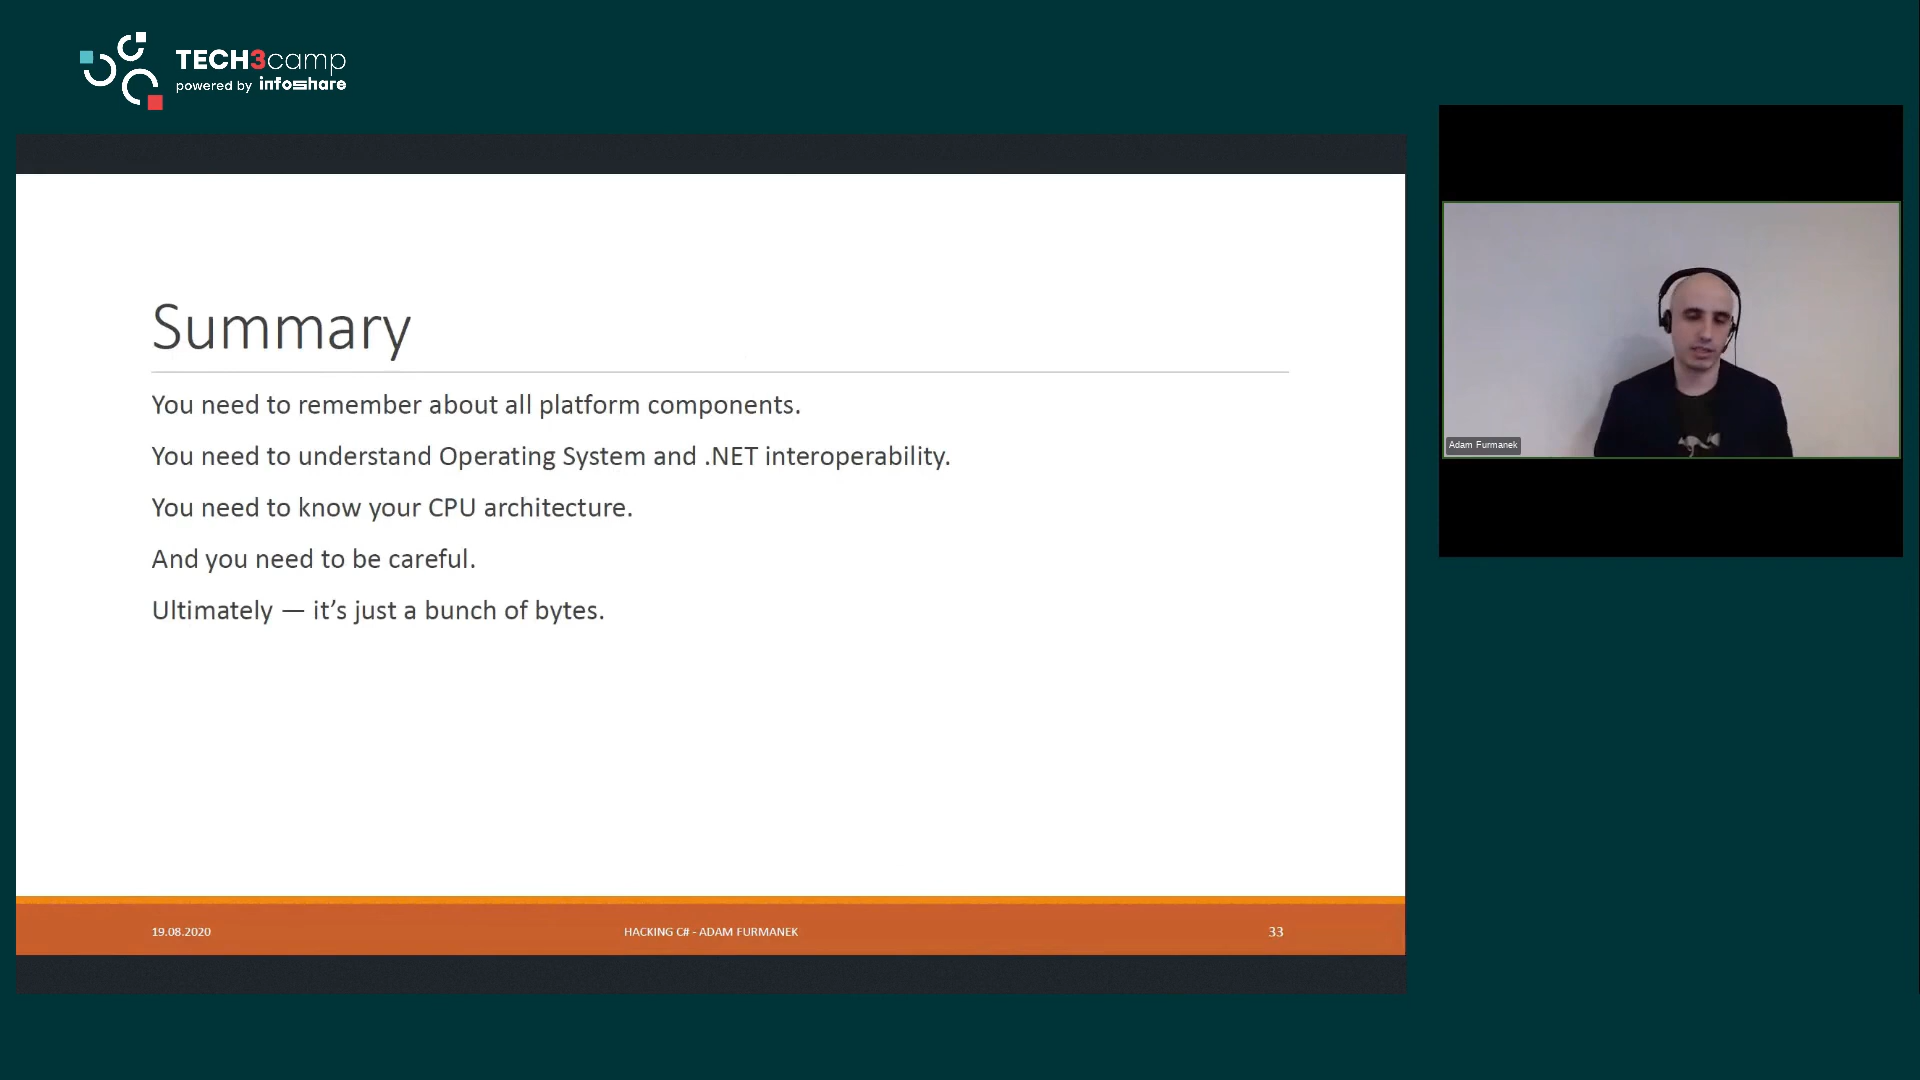 TECH3camp
powered by infoshare
Summary
You need to remember about all platform components.
You need to understand Operating System and .NET interoperability.
You need to know your CPU architecture.
And you need to be careful.
Ultimately — it’s just a bunch of bytes.
19.08.2020
HACKING C# - ADAM FURMANEK
33
Adam Furmanek